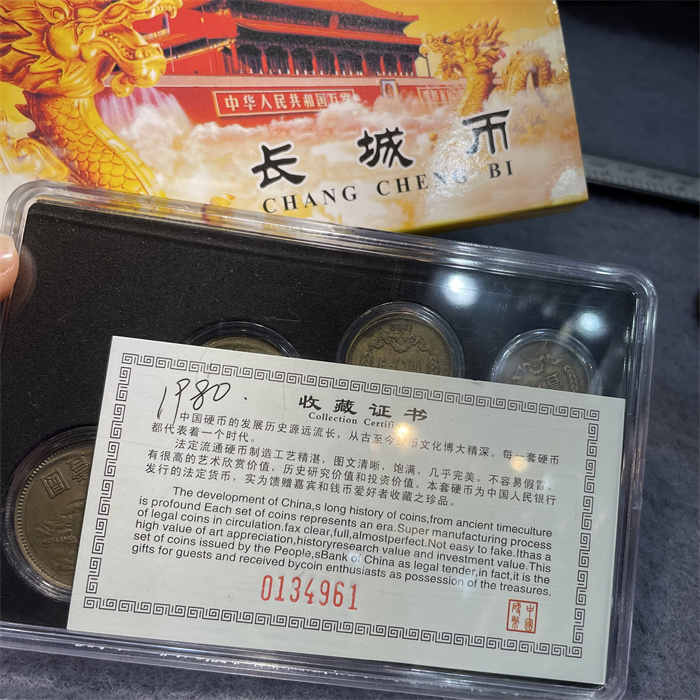 中华人民共和国万岁
长城币
CHANG CHENG BI
1980.
收藏证书
Collection Certifi
中国硬币的发展历史源远流长，从古至今
币文化博大精深。每一套硬币
都代表着一个时代。
法定流通硬币制造工艺精湛，图文清晰，饱满，几乎完美。不容易假冒。
有很高的艺术欣赏价值，历史研究价值和投资价值。本套硬币为中国人民银行
发行的法定货币，实为馈赠嘉宾和钱币爱好者收藏之珍品。
The development of China,s long history of coins,from ancient timeculture
is profound Each set of coins represents an era.Super manufacturing process
of legal coins in circulation.fax clear,full,almoslperfect.Not easy to fake.Ithas a
high value of art appreciation,historyresearch value and investment value.This
set of coins issued by the People,sBank of China as legal tender,in fact,it is the
gifts for guests and received bycoin enthusiasts as possession of the treasures.
0134961
国